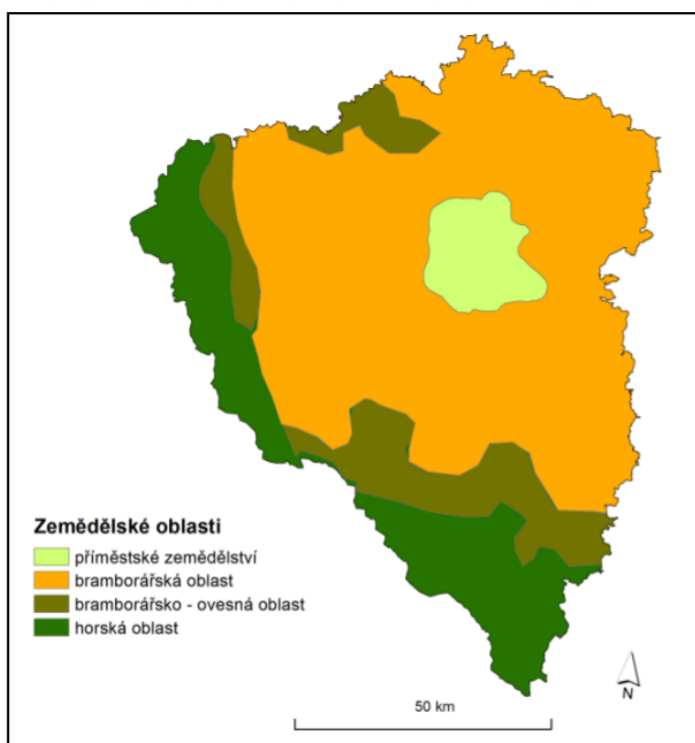 Zemědělské oblasti
příměstské zemědělství
bramborářská oblast
bramborářsko - ovesná oblast
horská oblast
50 km
N